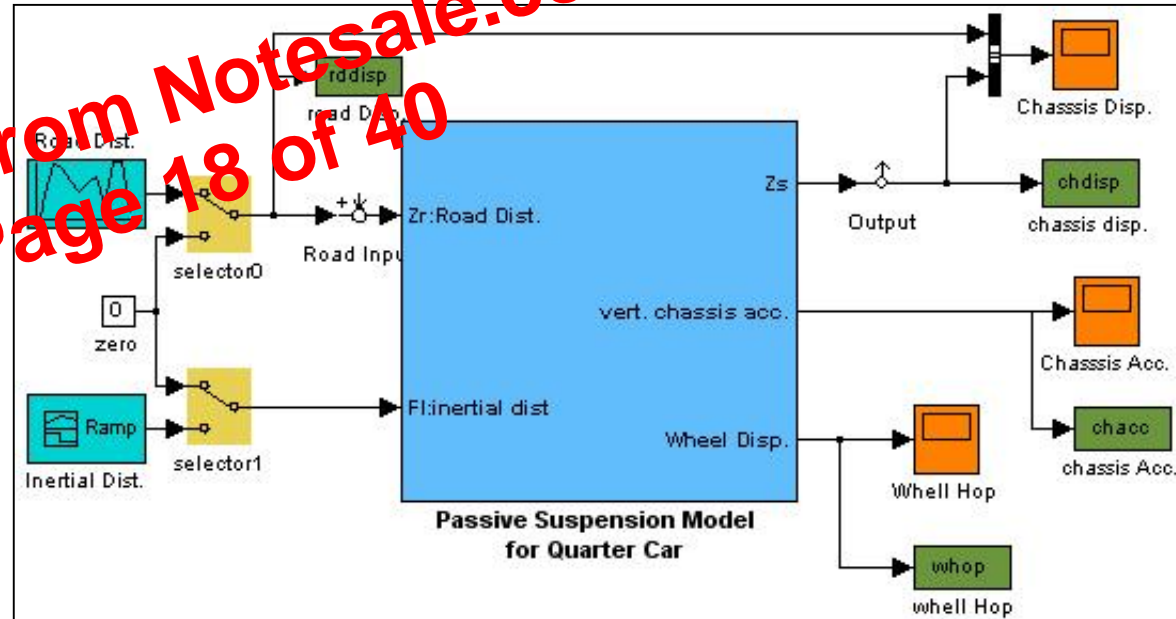 from Notesale.co
Page 18 of 40
Road Dist.
rddisp
road Disp.
selector0
Road Inpu
0
zero
Ramp
Inertial Dist.
selector1
Zr:Road Dist.
FI:inertial dist
Zs
vert. chassis acc.
Wheel Disp.
Passive Suspension Model
for Quarter Car
Output
Chasssis Disp.
chdisp
chassis disp.
Chasssis Acc.
chacc
chassis Acc.
Whell Hop
whop
whell Hop